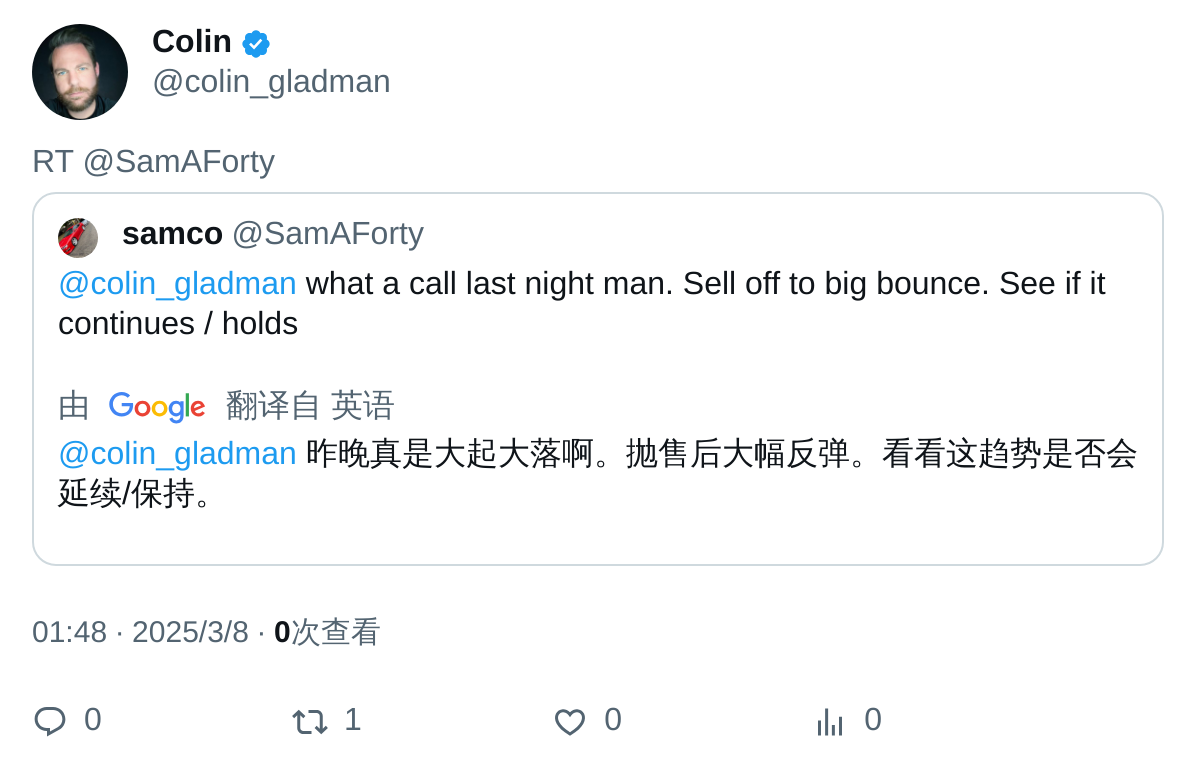 Colin
@colin_gladman
RT @SamAForty
samco @SamAForty
@colin_gladman what a call last night man. Sell off to big bounce. See if it
continues / holds
由 Google 翻译自 英语
@colin_gladman 昨晚真是大起大落啊。抛售后大幅反弹。看看这趋势是否会
延续/保持。
01:48 · 2025/3/8 · 0次查看
0 1 0 0